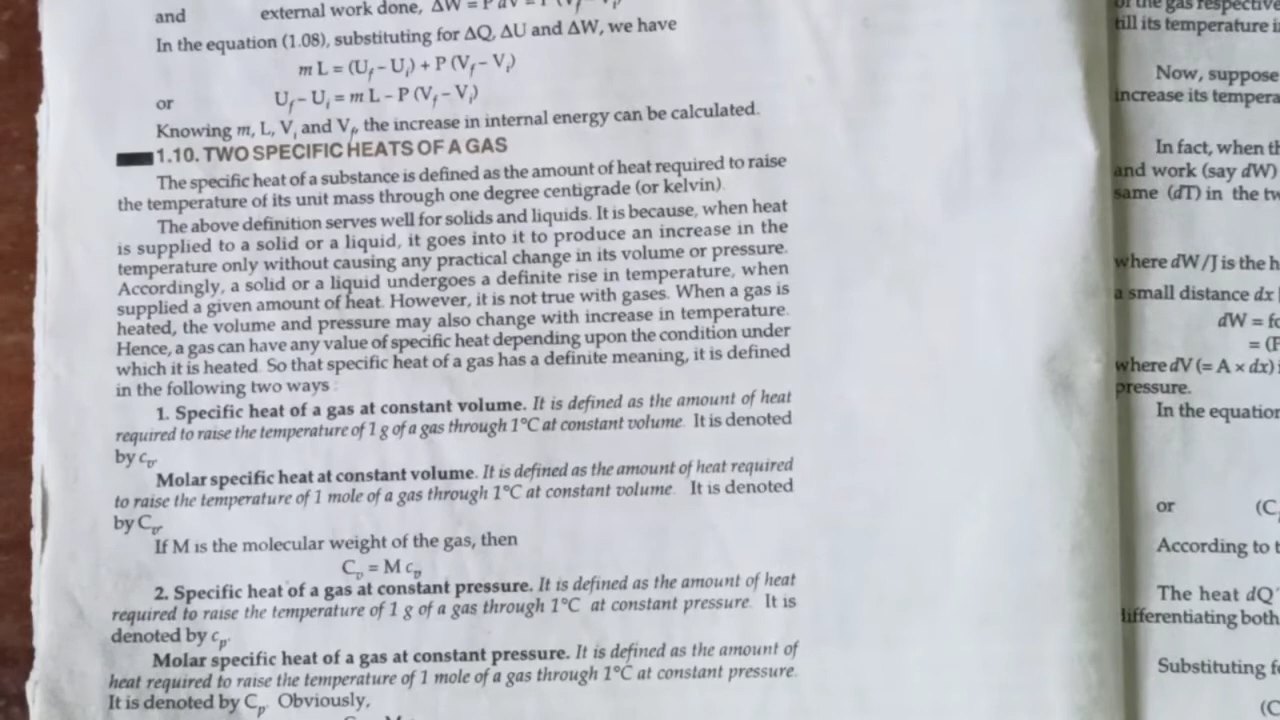 and external work done, ΔW = P dV = P (V_f – V_i)
In the equation (1.08), substituting for ΔQ, ΔU and ΔW, we have
m L = (U_f – U_i) + P (V_f – V_i)
or U_f – U_i = m L – P (V_f – V_i)
Knowing m, L, V_i and V_f, the increase in internal energy can be calculated.
1.10. TWO SPECIFIC HEATS OF A GAS
The specific heat of a substance is defined as the amount of heat required to raise
the temperature of its unit mass through one degree centigrade (or kelvin).
The above definition serves well for solids and liquids. It is because, when heat
is supplied to a solid or a liquid, it goes into it to produce an increase in the
temperature only without causing any practical change in its volume or pressure.
Accordingly, a solid or a liquid undergoes a definite rise in temperature, when
supplied a given amount of heat. However, it is not true with gases. When a gas is
heated, the volume and pressure may also change with increase in temperature.
Hence, a gas can have any value of specific heat depending upon the condition under
which it is heated. So that specific heat of a gas has a definite meaning, it is defined
in the following two ways :
1. Specific heat of a gas at constant volume. It is defined as the amount of heat
required to raise the temperature of 1 g of a gas through 1°C at constant volume. It is denoted
by c_v.
Molar specific heat at constant volume. It is defined as the amount of heat required
to raise the temperature of 1 mole of a gas through 1°C at constant volume. It is denoted
by C_v.
If M is the molecular weight of the gas, then
C_v = M c_v
2. Specific heat of a gas at constant pressure. It is defined as the amount of heat
required to raise the temperature of 1 g of a gas through 1°C at constant pressure. It is
denoted by c_p.
Molar specific heat of a gas at constant pressure. It is defined as the amount of
heat required to raise the temperature of 1 mole of a gas through 1°C at constant pressure.
It is denoted by C_p. Obviously,
of the gas respective
till its temperature i
Now, suppose
increase its tempera
In fact, when th
and work (say dW)
same (dT) in the tw
where dW/J is the h
a small distance dx
dW = fo
= (P
where dV (= A × dx) i
pressure.
In the equation
or (C
According to t
The heat dQ'
differentiating both
Substituting f
(C